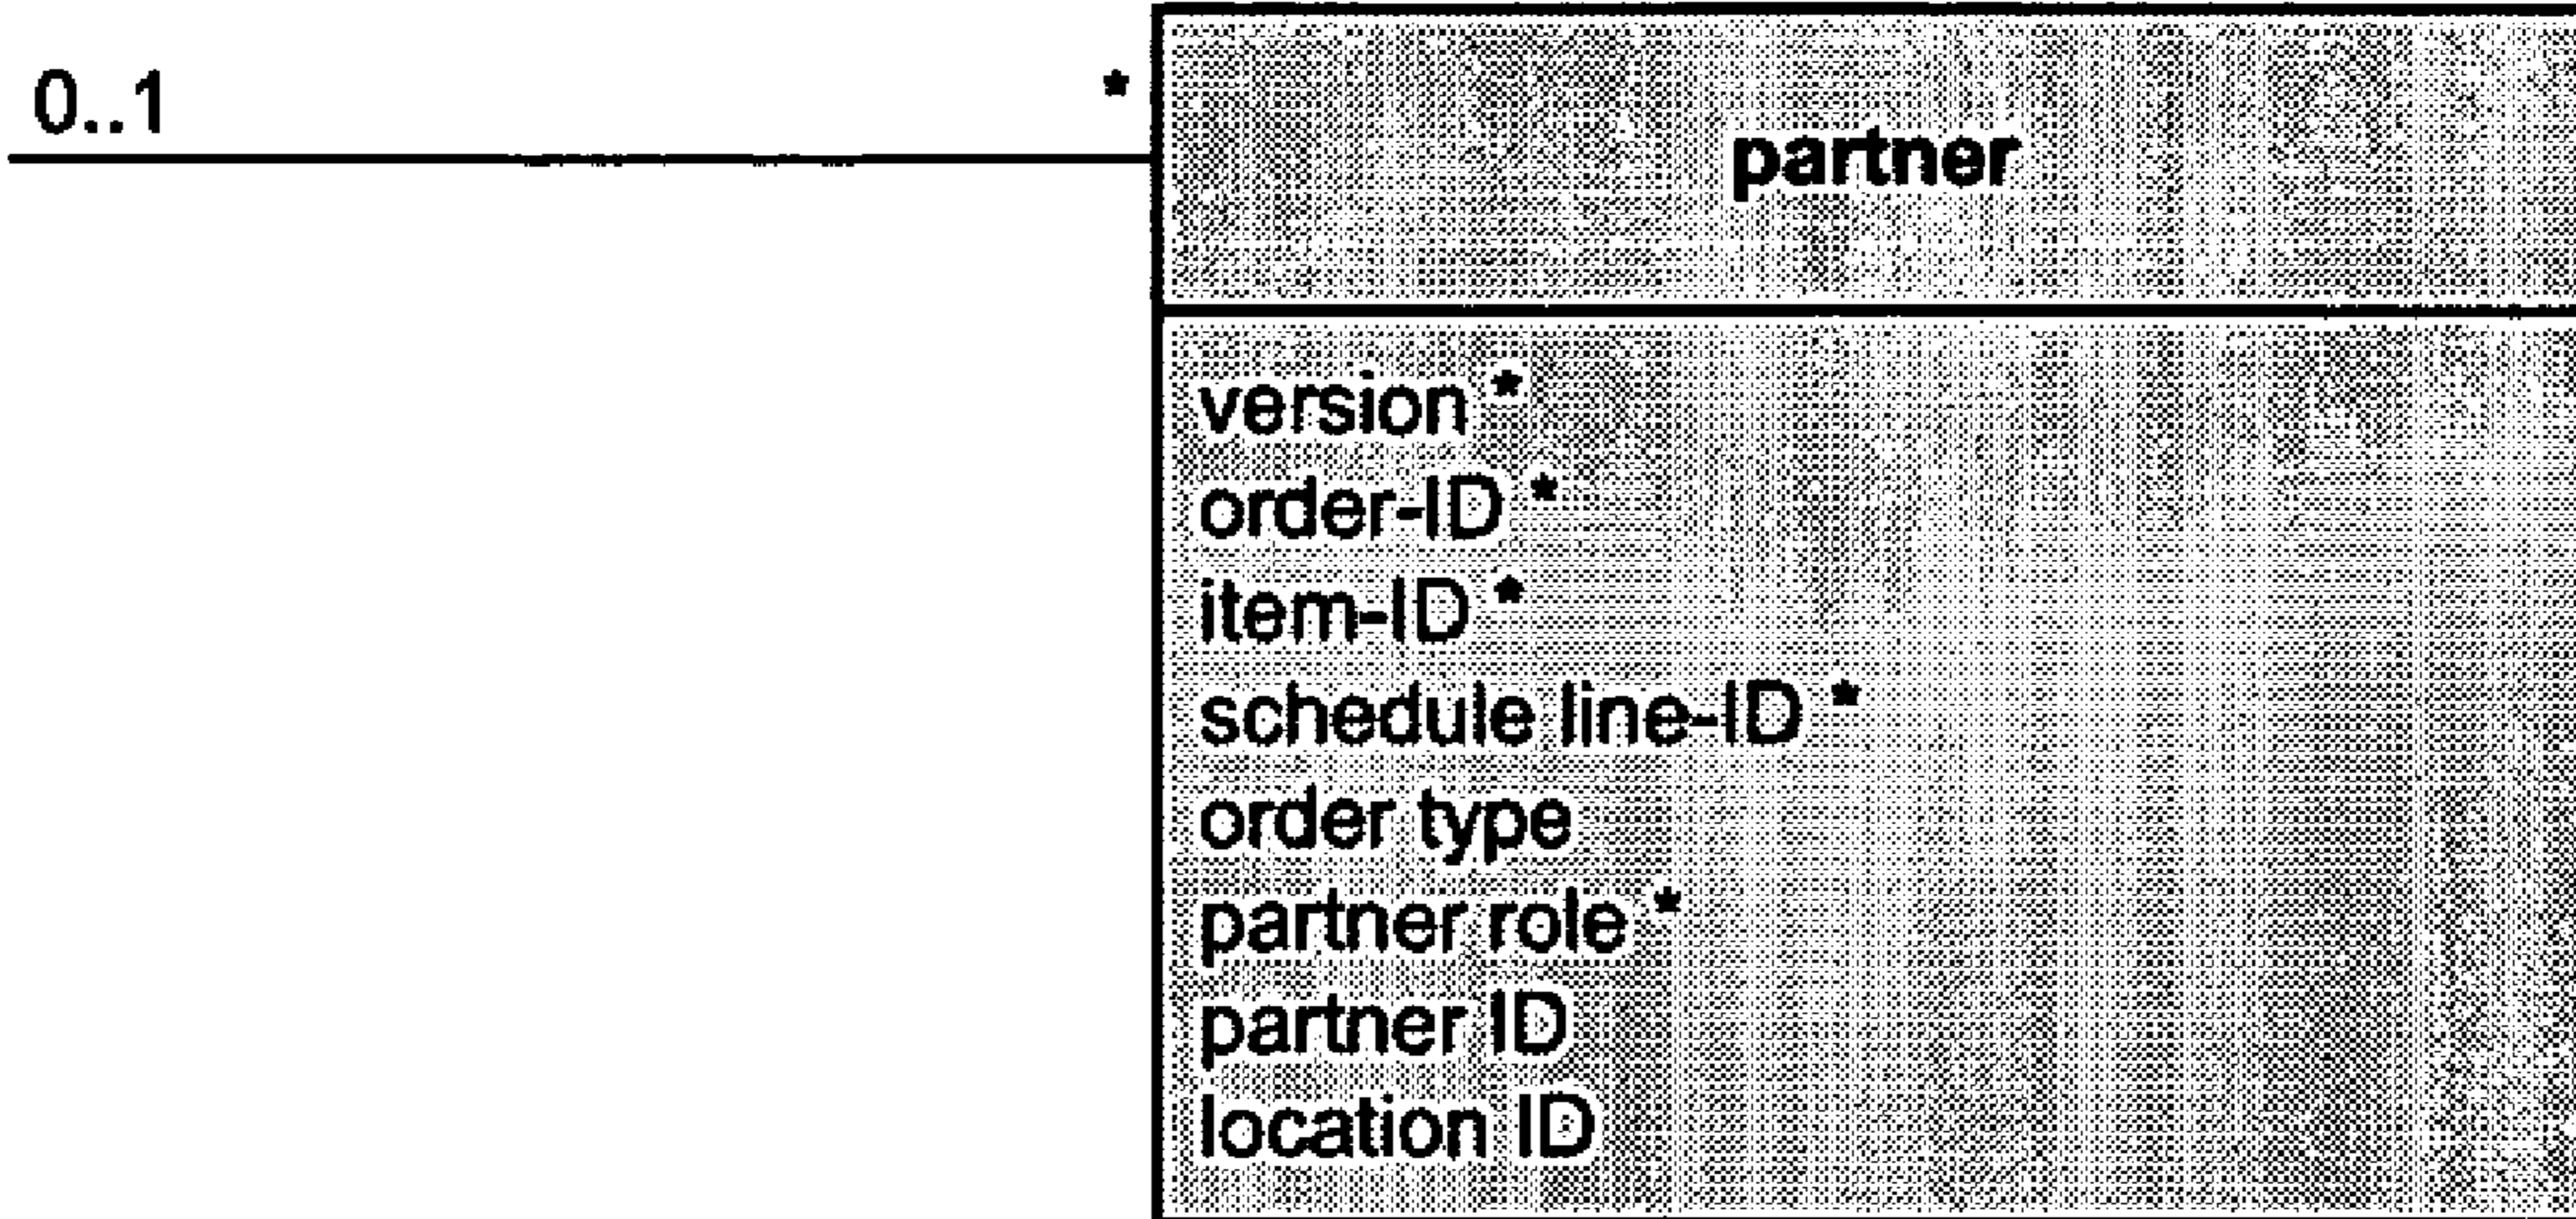 0..1 *
partner
version *
order-ID *
item-ID *
schedule line-ID *
order type
partner role *
partner ID
location ID